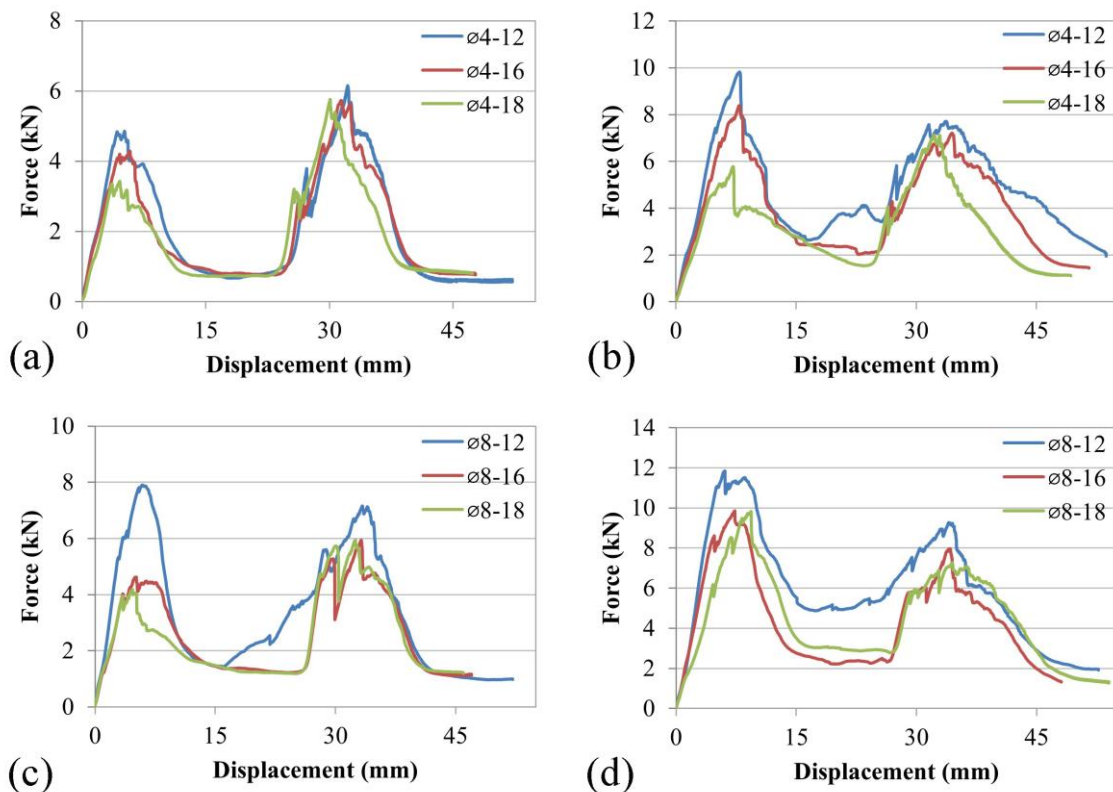 8
6
4
2
0
0
15
30
45
Force (kN)
Displacement (mm)
ø4-12
ø4-16
ø4-18
(a)
12
10
8
6
4
2
0
0
15
30
45
Force (kN)
Displacement (mm)
ø4-12
ø4-16
ø4-18
(b)
10
8
6
4
2
0
0
15
30
45
Force (kN)
Displacement (mm)
ø8-12
ø8-16
ø8-18
(c)
14
12
10
8
6
4
2
0
0
15
30
45
Force (kN)
Displacement (mm)
ø8-12
ø8-16
ø8-18
(d)